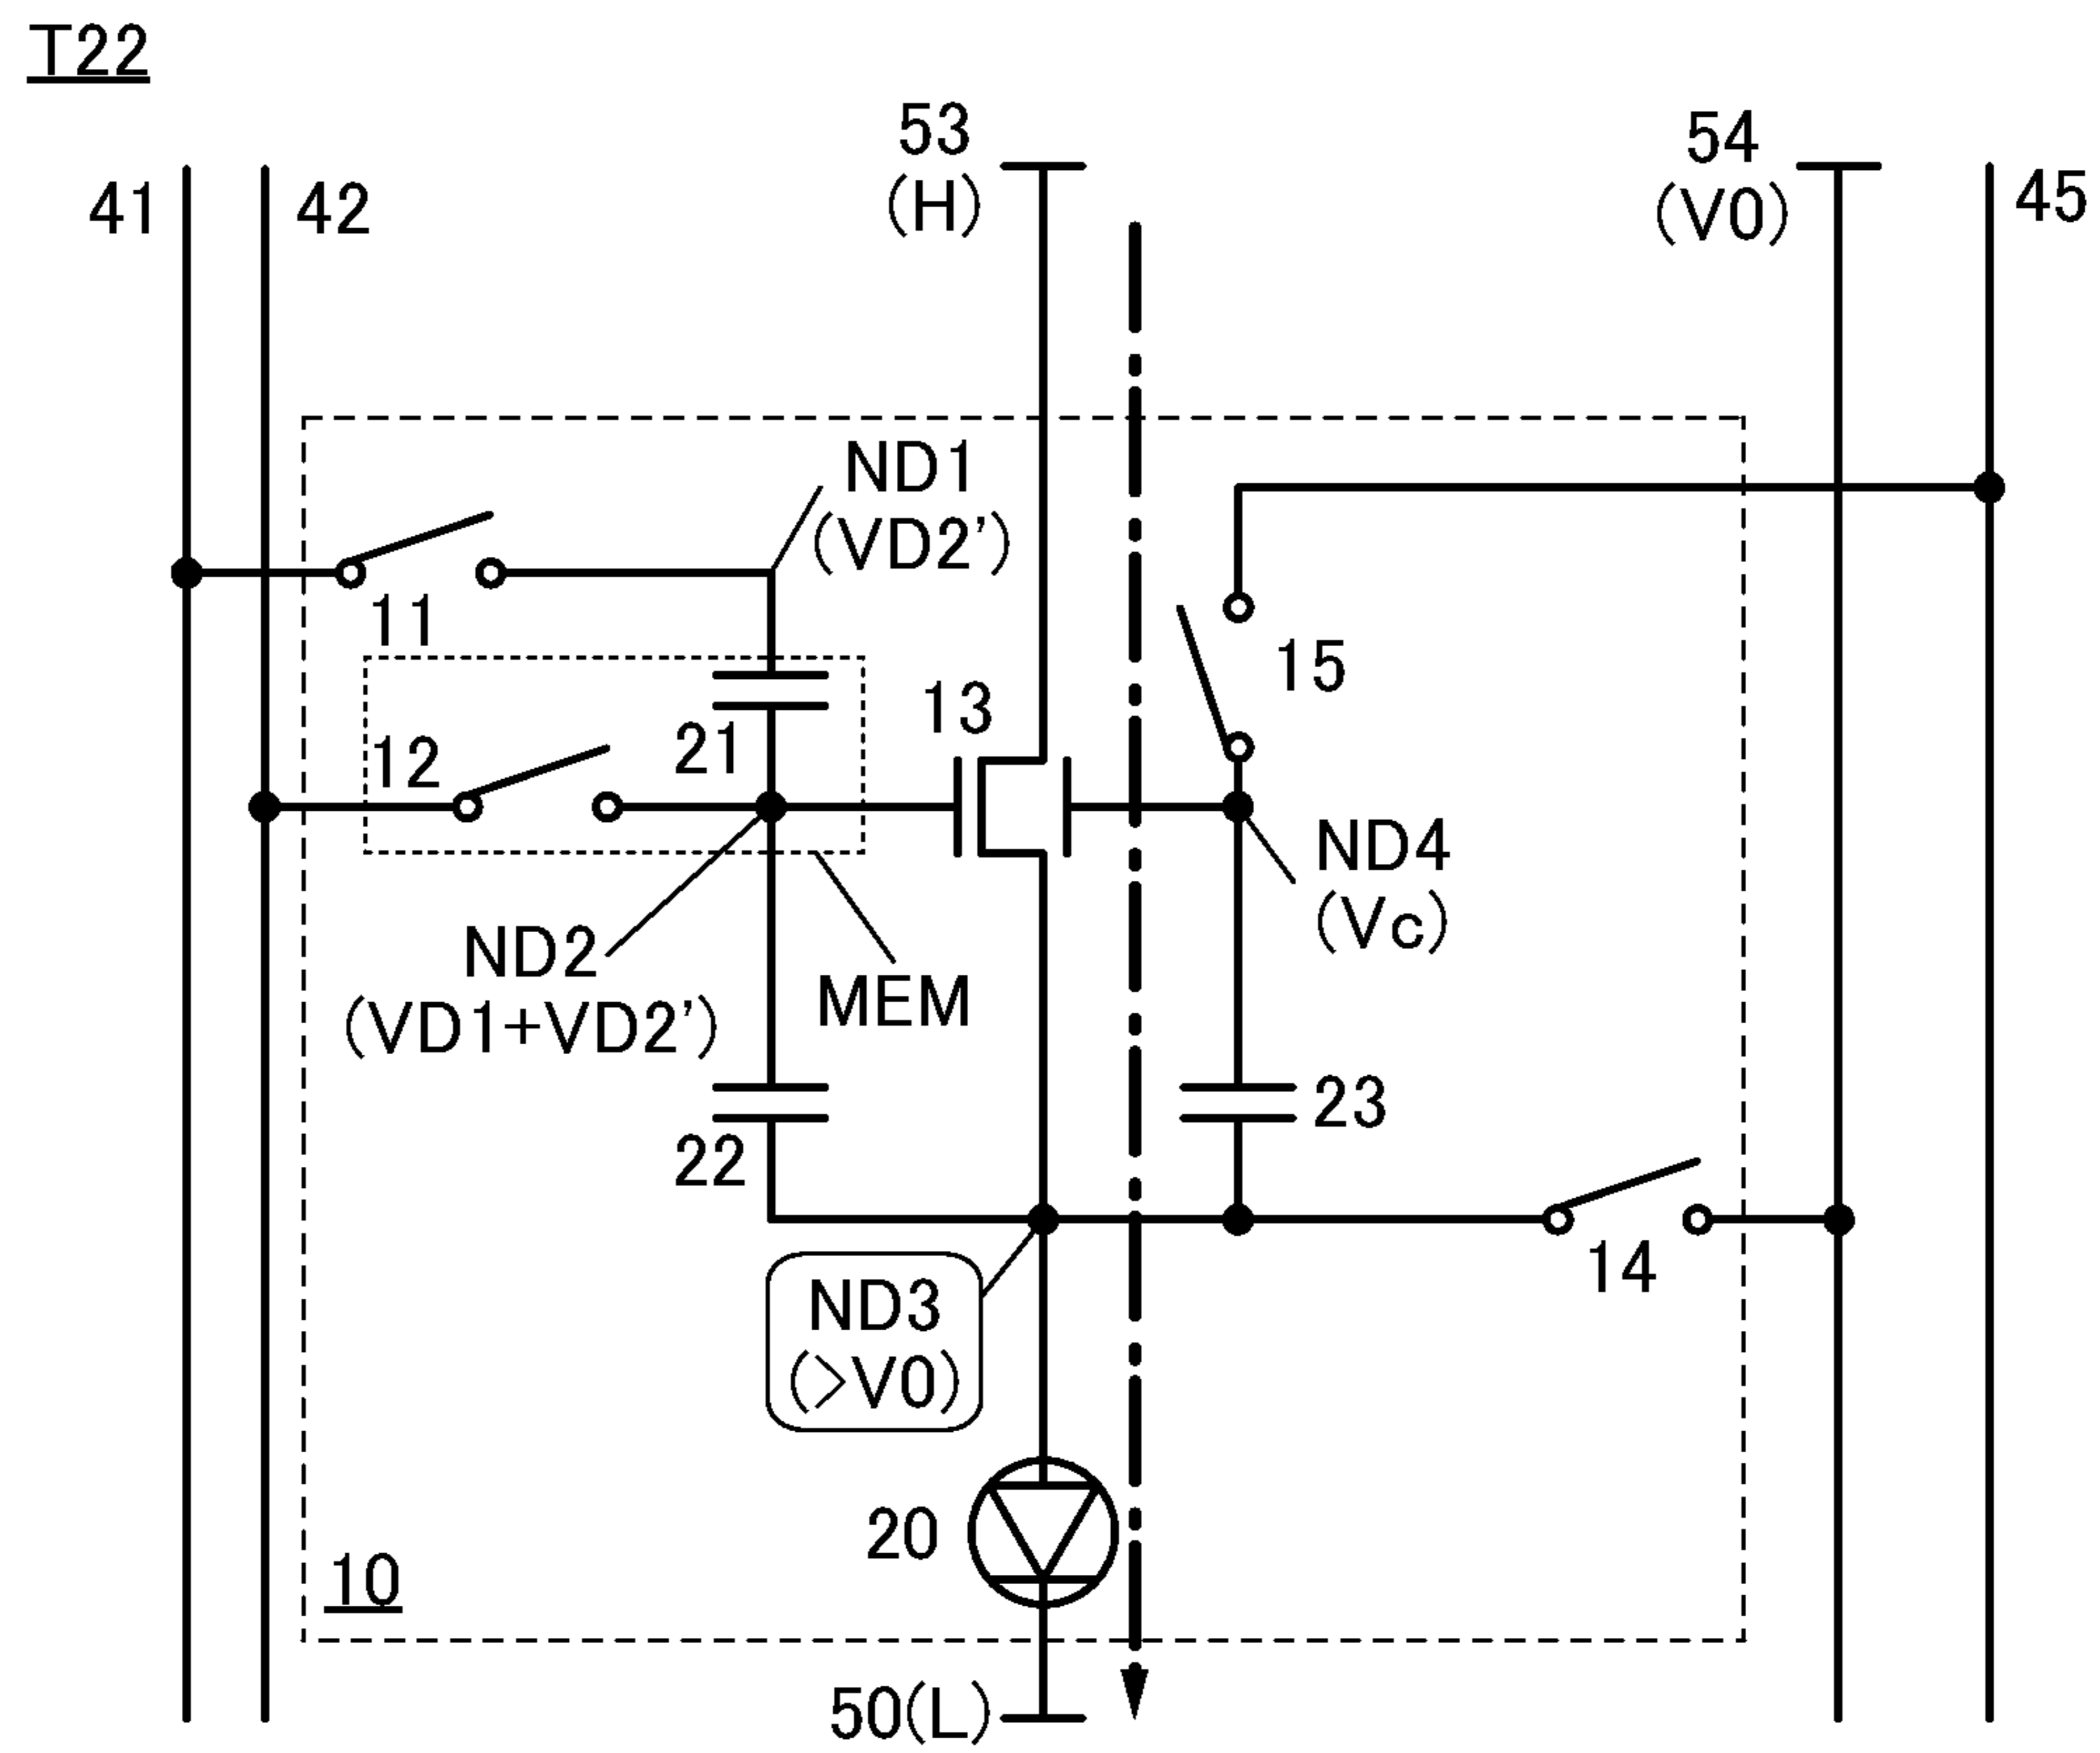 T22
53
(H)
54
(V0)
41
42
45
ND1
(VD2')
11
15
13
12
21
ND4
(Vc)
ND2
(VD1+VD2')
MEM
23
22
14
ND3
(>V0)
20
10
50(L)